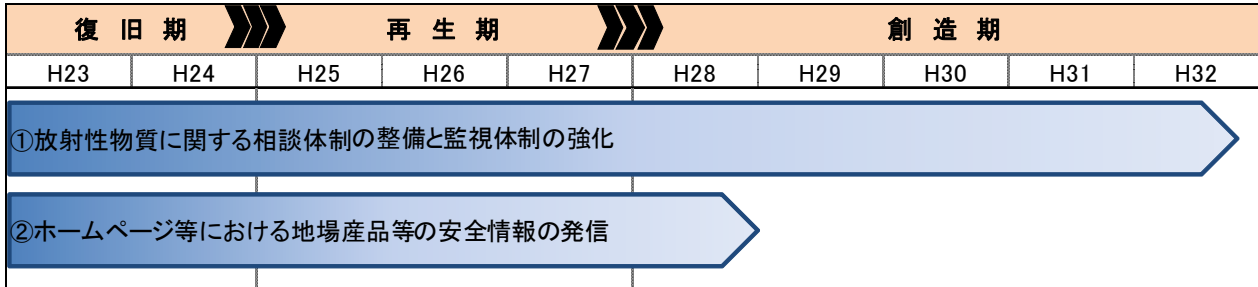 復旧期 再生期 創造期
H23 H24 H25 H26 H27 H28 H29 H30 H31 H32
①放射性物質に関する相談体制の整備と監視体制の強化
②ホームページ等における地場産品等の安全情報の発信